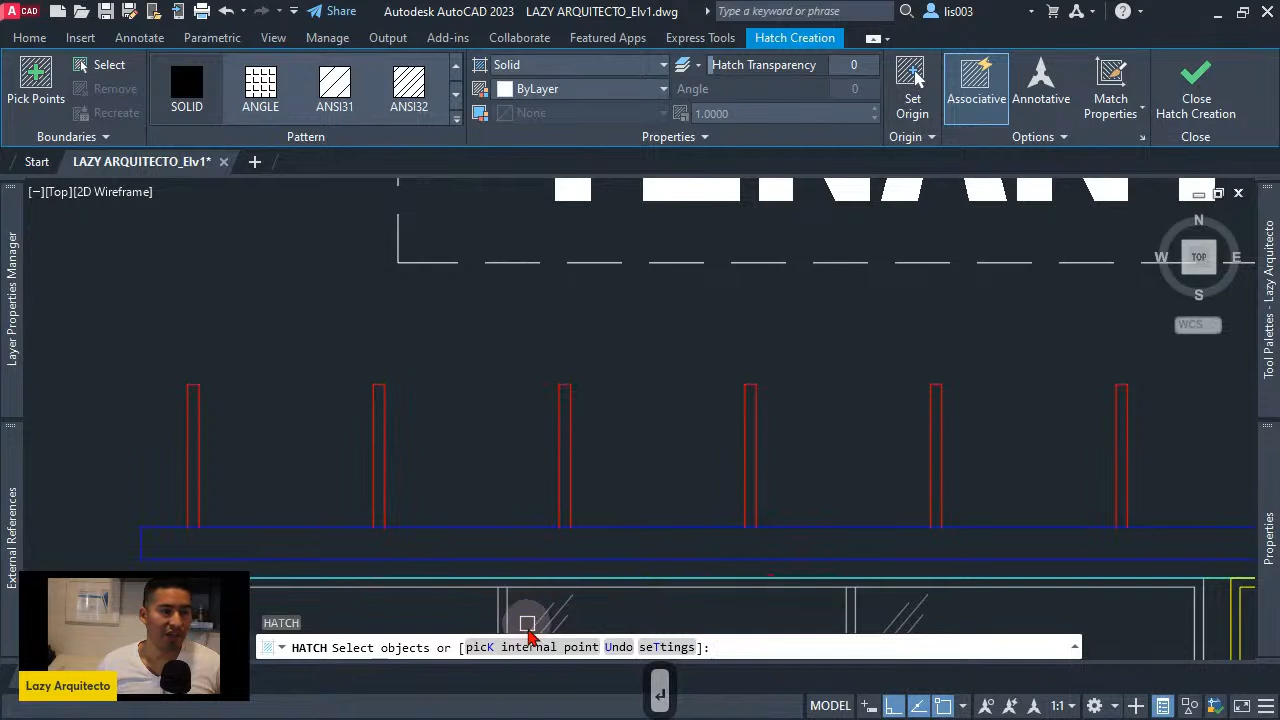 A CAD
Share
Autodesk AutoCAD 2023
LAZY ARQUITECTO_Elv1.dwg
Type a keyword or phrase
lis003
Home
Insert
Annotate
Parametric
View
Manage
Output
Add-ins
Collaborate
Featured Apps
Express Tools
Hatch Creation
Pick Points
Select
Remove
Recreate
Boundaries
SOLID
ANGLE
ANSI31
ANSI32
Pattern
Solid
ByLayer
None
Hatch Transparency
0
Angle
0
1.0000
Properties
Set
Origin
Origin
Associative
Annotative
Match
Properties
Options
Close
Hatch Creation
Close
Start
LAZY ARQUITECTO_Elv1*
[−][Top][2D Wireframe]
N
W
TOP
E
S
WCS
Layer Properties Manager
External References
Tool Palettes - Lazy Arquitecto
Properties
HATCH
HATCH Select objects or [picK internal point Undo seTtings]:
Lazy Arquitecto
MODEL
1:1